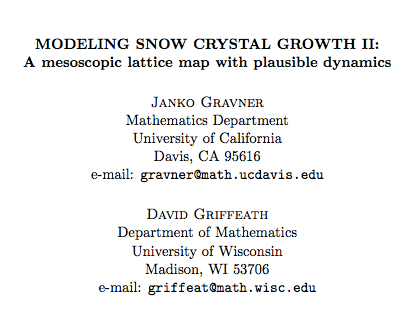 MODELING SNOW CRYSTAL GROWTH II:
A mesoscopic lattice map with plausible dynamics
JANKO GRAVNER
Mathematics Department
University of California
Davis, CA 95616
e-mail: gravner@math.ucdavis.edu
DAVID GRIFFEATH
Department of Mathematics
University of Wisconsin
Madison, WI 53706
e-mail: griffeat@math.wisc.edu